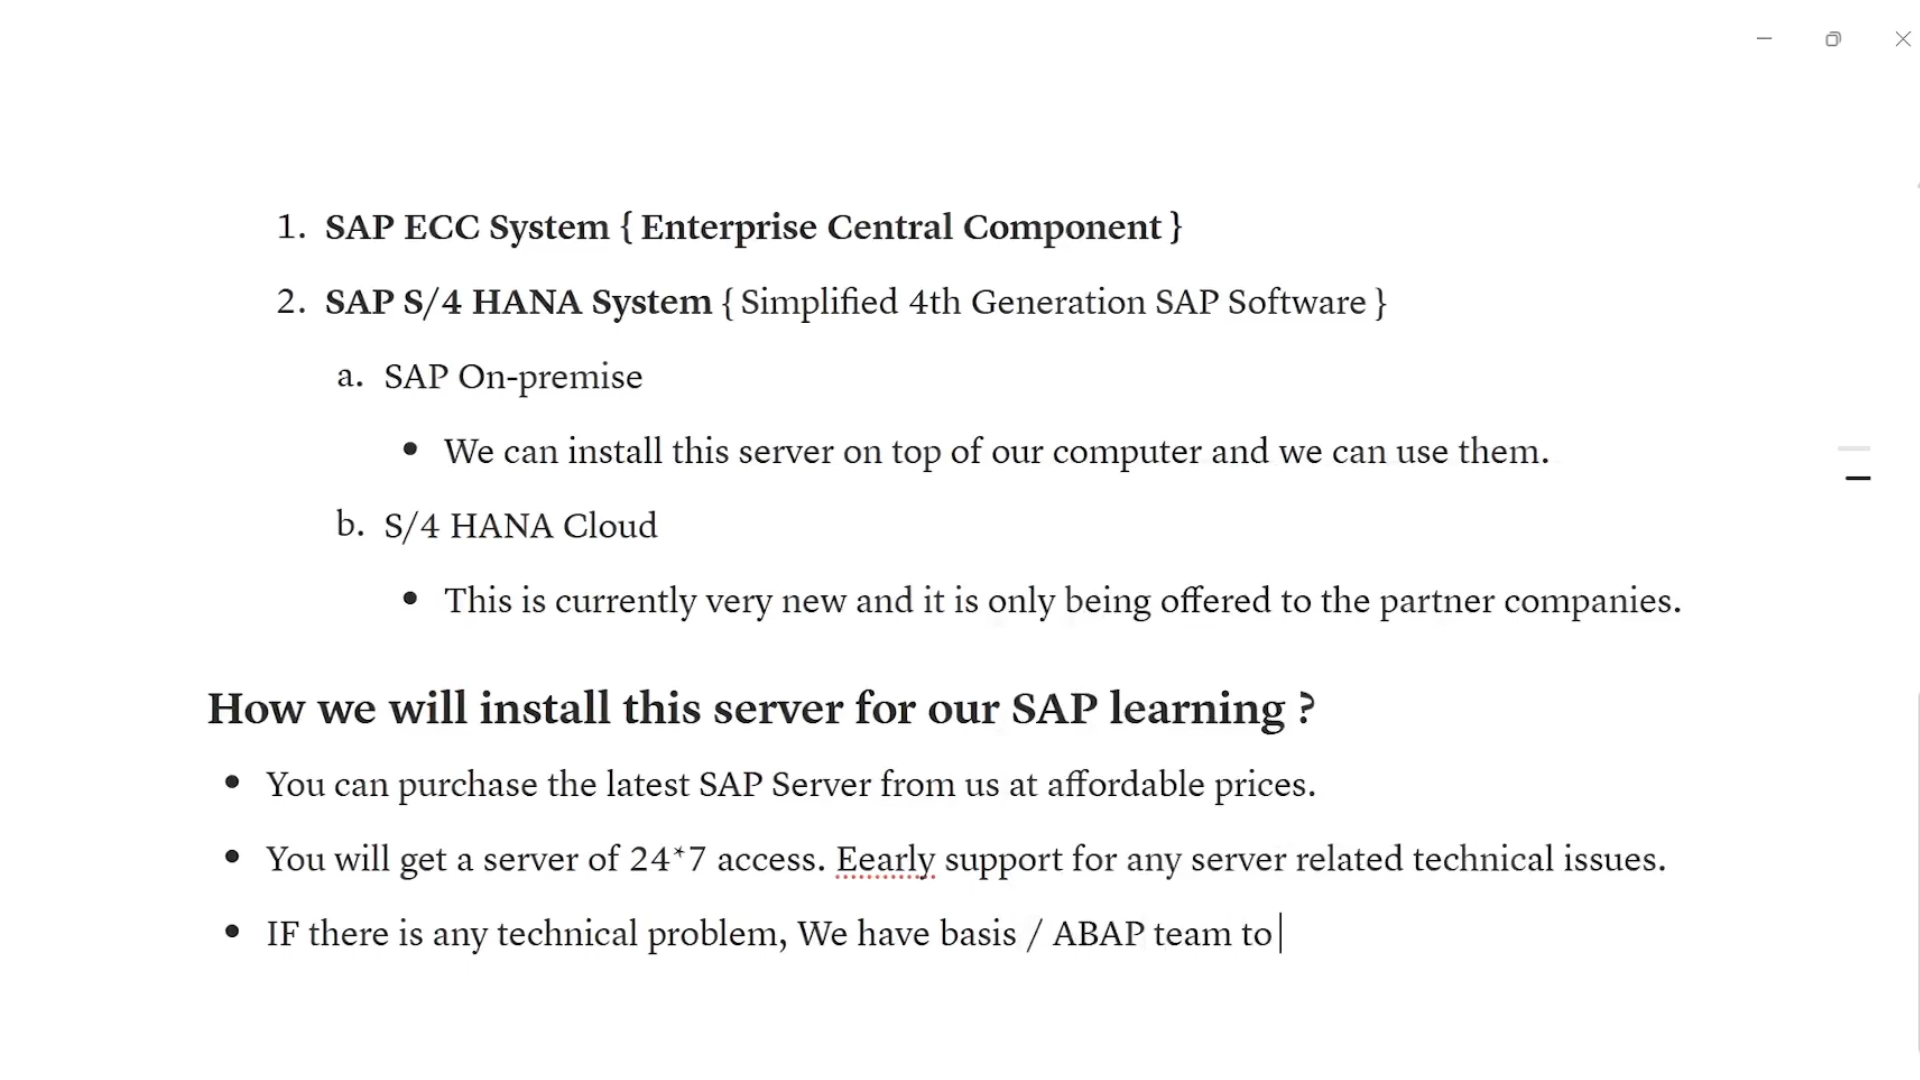 1. SAP ECC System { Enterprise Central Component }
2. SAP S/4 HANA System { Simplified 4th Generation SAP Software }
a. SAP On-premise
• We can install this server on top of our computer and we can use them.
b. S/4 HANA Cloud
• This is currently very new and it is only being offered to the partner companies.
How we will install this server for our SAP learning ?
• You can purchase the latest SAP Server from us at affordable prices.
• You will get a server of 24*7 access. Eearly support for any server related technical issues.
• IF there is any technical problem, We have basis / ABAP team to